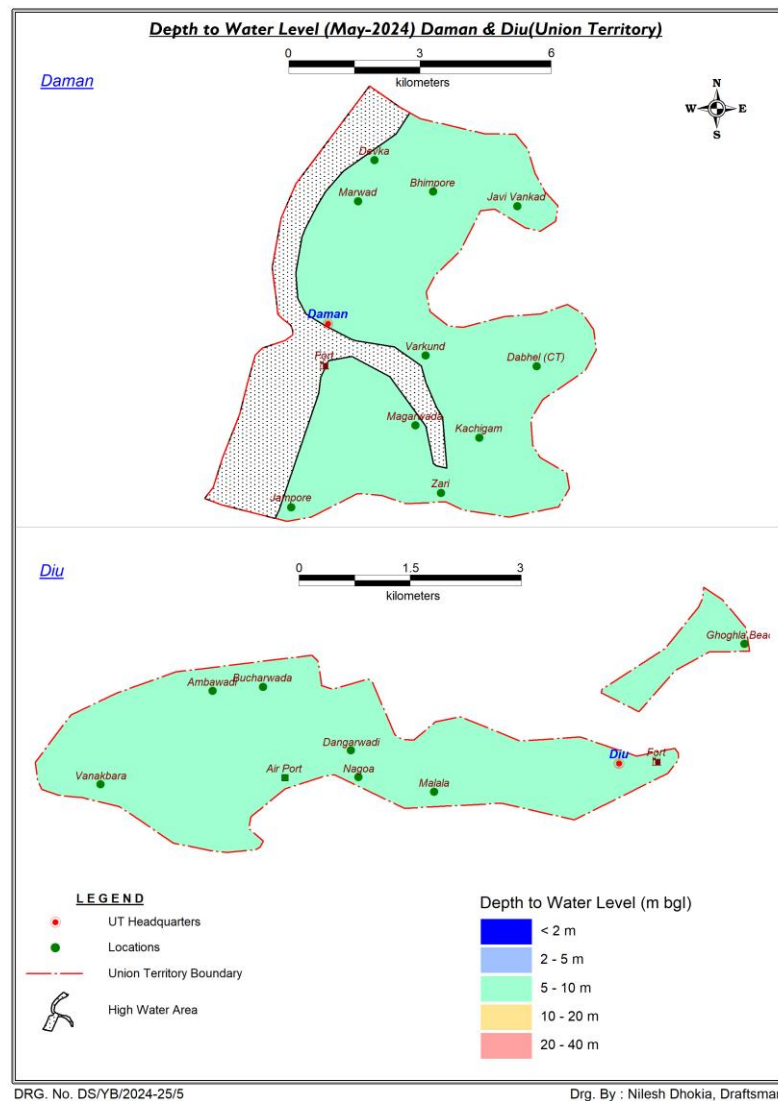 Depth to Water Level (May-2024) Daman & Diu(Union Territory)
0 3 6
kilometers
Daman
N
W E
S
Devka
Bhimpore
Marwad
Javi Vankad
Daman
Varkund
Fort
Dabhel (CT)
Magarwada
Kachigam
Zari
Jampore
Diu
0 1.5 3
kilometers
Ghoghla Beac
Bucharwada
Ambawadi
Dangarwadi
Diu
Fort
Vanakbara
Air Port
Nagoa
Malala
LEGEND
UT Headquarters
Locations
Union Territory Boundary
High Water Area
Depth to Water Level (m bgl)
< 2 m
2 - 5 m
5 - 10 m
10 - 20 m
20 - 40 m
DRG. No. DS/YB/2024-25/5
Drg. By : Nilesh Dhokia, Draftsman